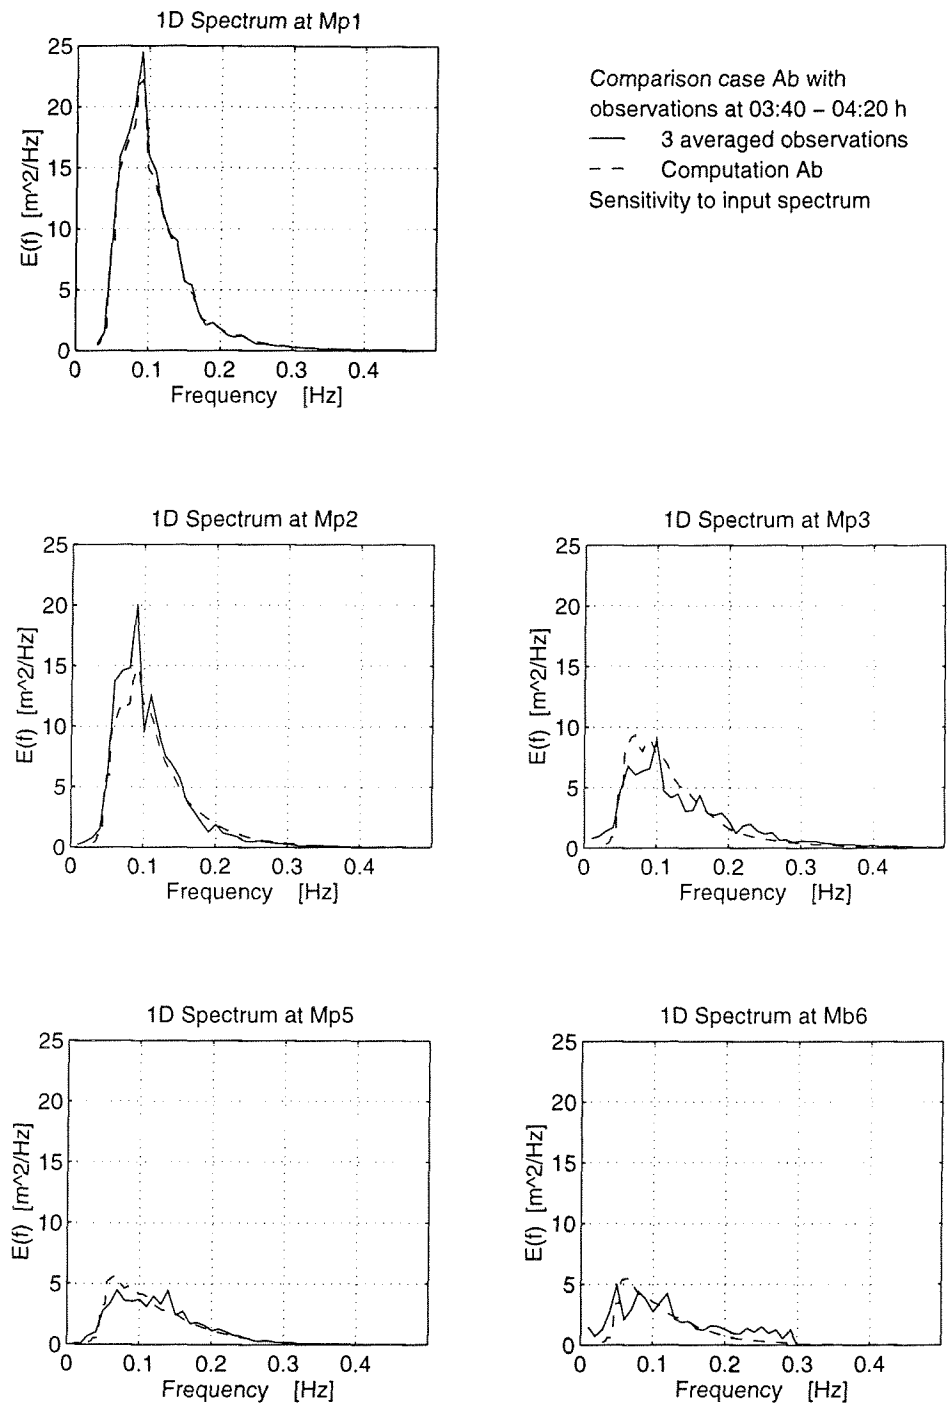 1D Spectrum at Mp1
25
20
15
10
5
0
E(f) [m^2/Hz]
0 0.1 0.2 0.3 0.4
Frequency [Hz]
Comparison case Ab with
observations at 03:40 – 04:20 h
3 averaged observations
Computation Ab
Sensitivity to input spectrum
1D Spectrum at Mp2
25
20
15
10
5
0
E(f) [m^2/Hz]
0 0.1 0.2 0.3 0.4
Frequency [Hz]
1D Spectrum at Mp3
25
20
15
10
5
0
E(f) [m^2/Hz]
0 0.1 0.2 0.3 0.4
Frequency [Hz]
1D Spectrum at Mp5
25
20
15
10
5
0
E(f) [m^2/Hz]
0 0.1 0.2 0.3 0.4
Frequency [Hz]
1D Spectrum at Mb6
25
20
15
10
5
0
E(f) [m^2/Hz]
0 0.1 0.2 0.3 0.4
Frequency [Hz]